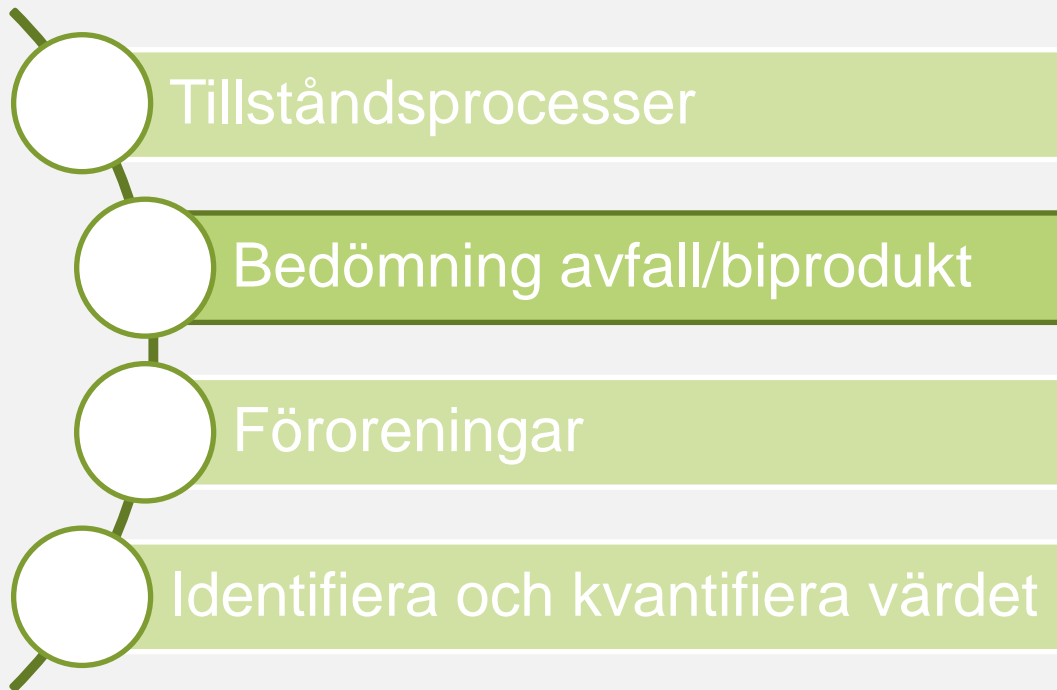 Tillståndsprocesser
Bedömning avfall/biprodukt
Föroreningar
Identifiera och kvantifiera värdet